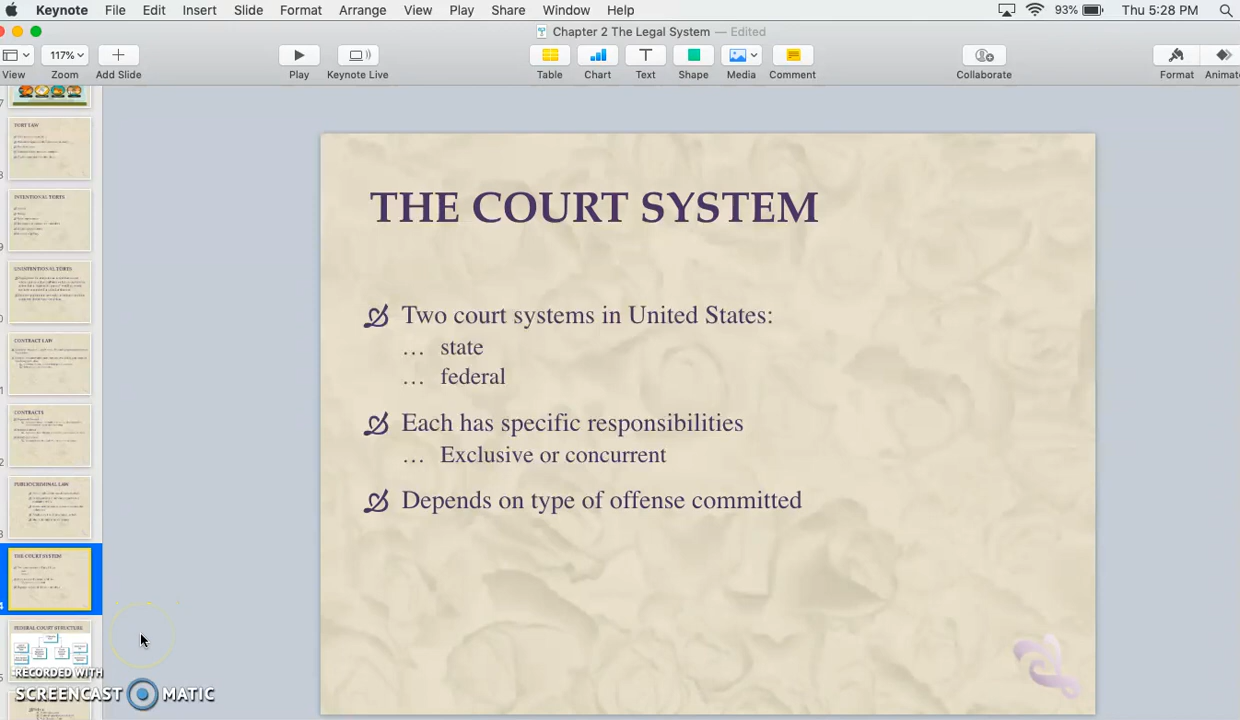 Keynote File Edit Insert Slide Format Arrange View Play Share Window Help 93% Thu 5:28 PM
Chapter 2 The Legal System — Edited
117%
View Zoom Add Slide Play Keynote Live Table Chart Text Shape Media Comment Collaborate Format Animat
TORT LAW
INTENTIONAL TORTS
UNINTENTIONAL TORTS
CONTRACT LAW
CONTRACTS
PUBLIC/CRIMINAL LAW
THE COURT SYSTEM
FEDERAL COURT STRUCTURE
THE COURT SYSTEM
Two court systems in United States:
… state
… federal
Each has specific responsibilities
… Exclusive or concurrent
Depends on type of offense committed
RECORDED WITH
SCREENCAST MATIC